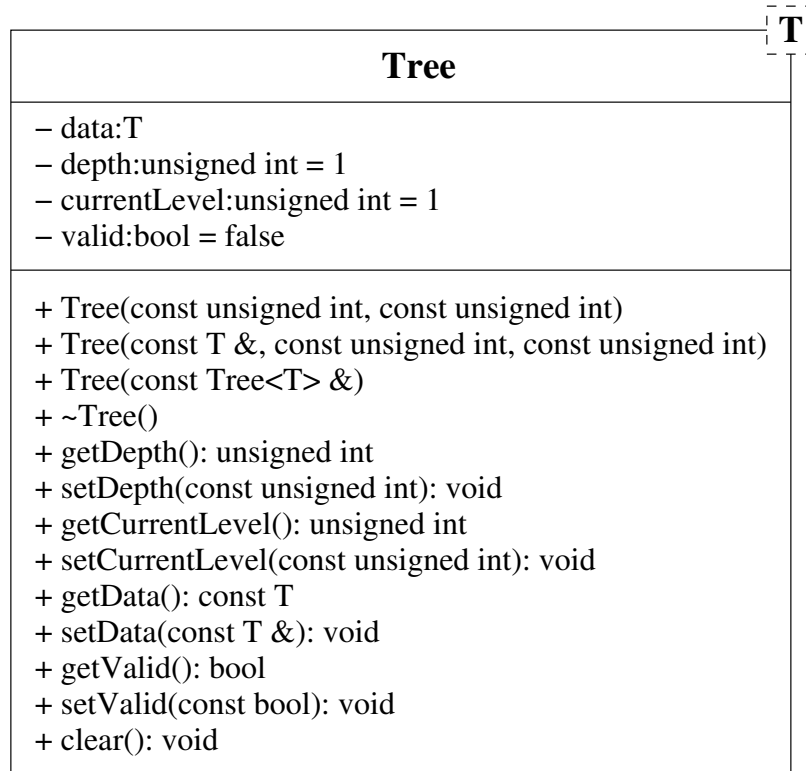 T
Tree
− data:T
− depth:unsigned int = 1
− currentLevel:unsigned int = 1
− valid:bool = false
+ Tree(const unsigned int, const unsigned int)
+ Tree(const T &, const unsigned int, const unsigned int)
+ Tree(const Tree<T> &)
+ ~Tree()
+ getDepth(): unsigned int
+ setDepth(const unsigned int): void
+ getCurrentLevel(): unsigned int
+ setCurrentLevel(const unsigned int): void
+ getData(): const T
+ setData(const T &): void
+ getValid(): bool
+ setValid(const bool): void
+ clear(): void